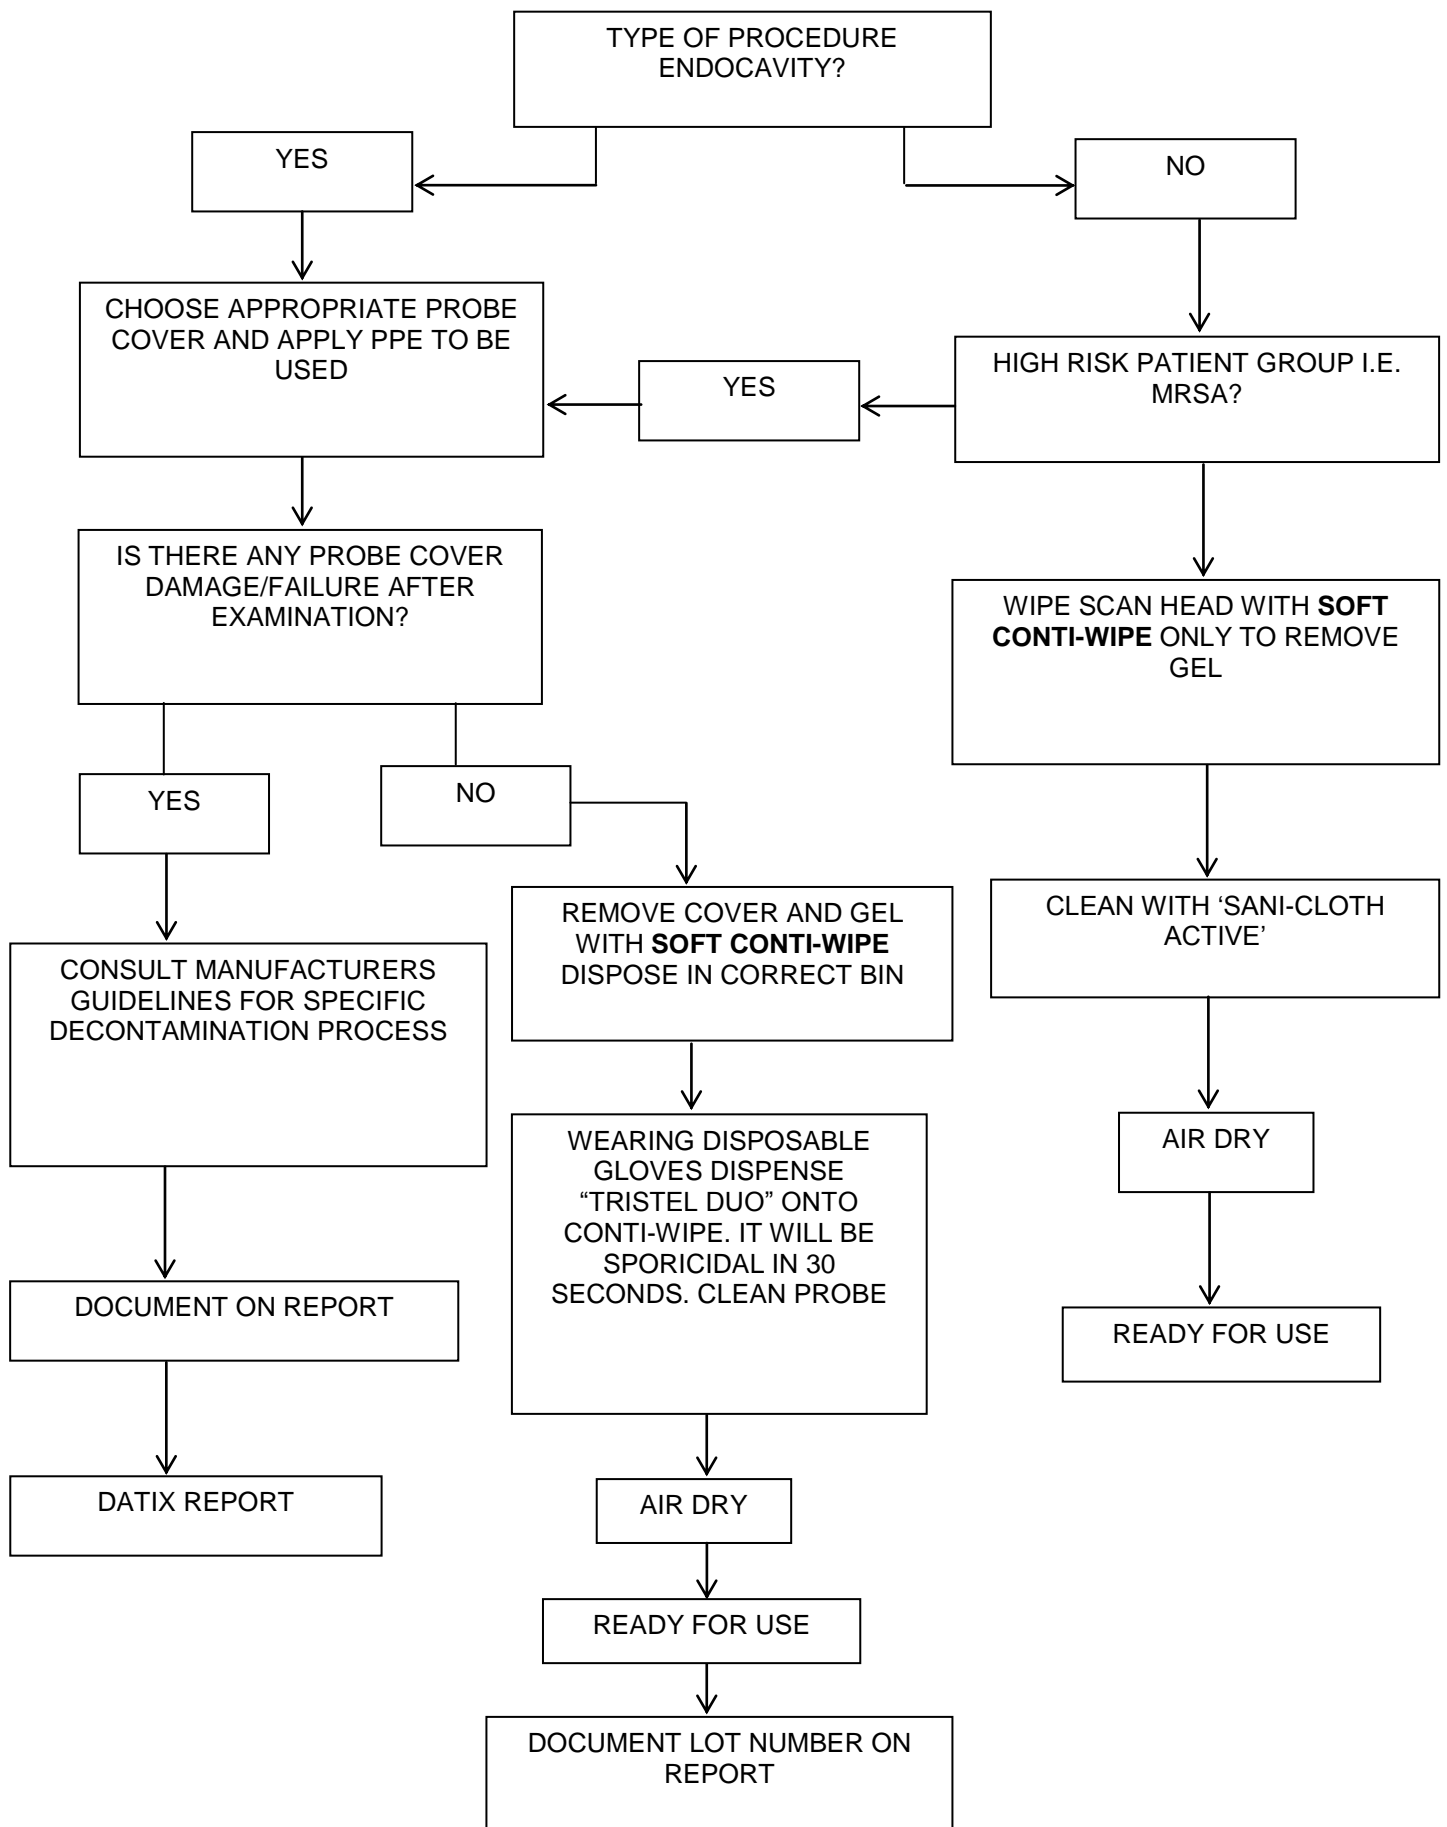 TYPE OF PROCEDURE
ENDOCAVITY?
YES
NO
CHOOSE APPROPRIATE PROBE
COVER AND APPLY PPE TO BE
USED
YES
HIGH RISK PATIENT GROUP I.E.
MRSA?
IS THERE ANY PROBE COVER
DAMAGE/FAILURE AFTER
EXAMINATION?
WIPE SCAN HEAD WITH SOFT
CONTI-WIPE ONLY TO REMOVE
GEL
YES
NO
REMOVE COVER AND GEL
WITH SOFT CONTI-WIPE
DISPOSE IN CORRECT BIN
CLEAN WITH ‘SANI-CLOTH
ACTIVE’
CONSULT MANUFACTURERS
GUIDELINES FOR SPECIFIC
DECONTAMINATION PROCESS
WEARING DISPOSABLE
GLOVES DISPENSE
“TRISTEL DUO” ONTO
CONTI-WIPE. IT WILL BE
SPORICIDAL IN 30
SECONDS. CLEAN PROBE
AIR DRY
DOCUMENT ON REPORT
READY FOR USE
DATIX REPORT
AIR DRY
READY FOR USE
DOCUMENT LOT NUMBER ON
REPORT